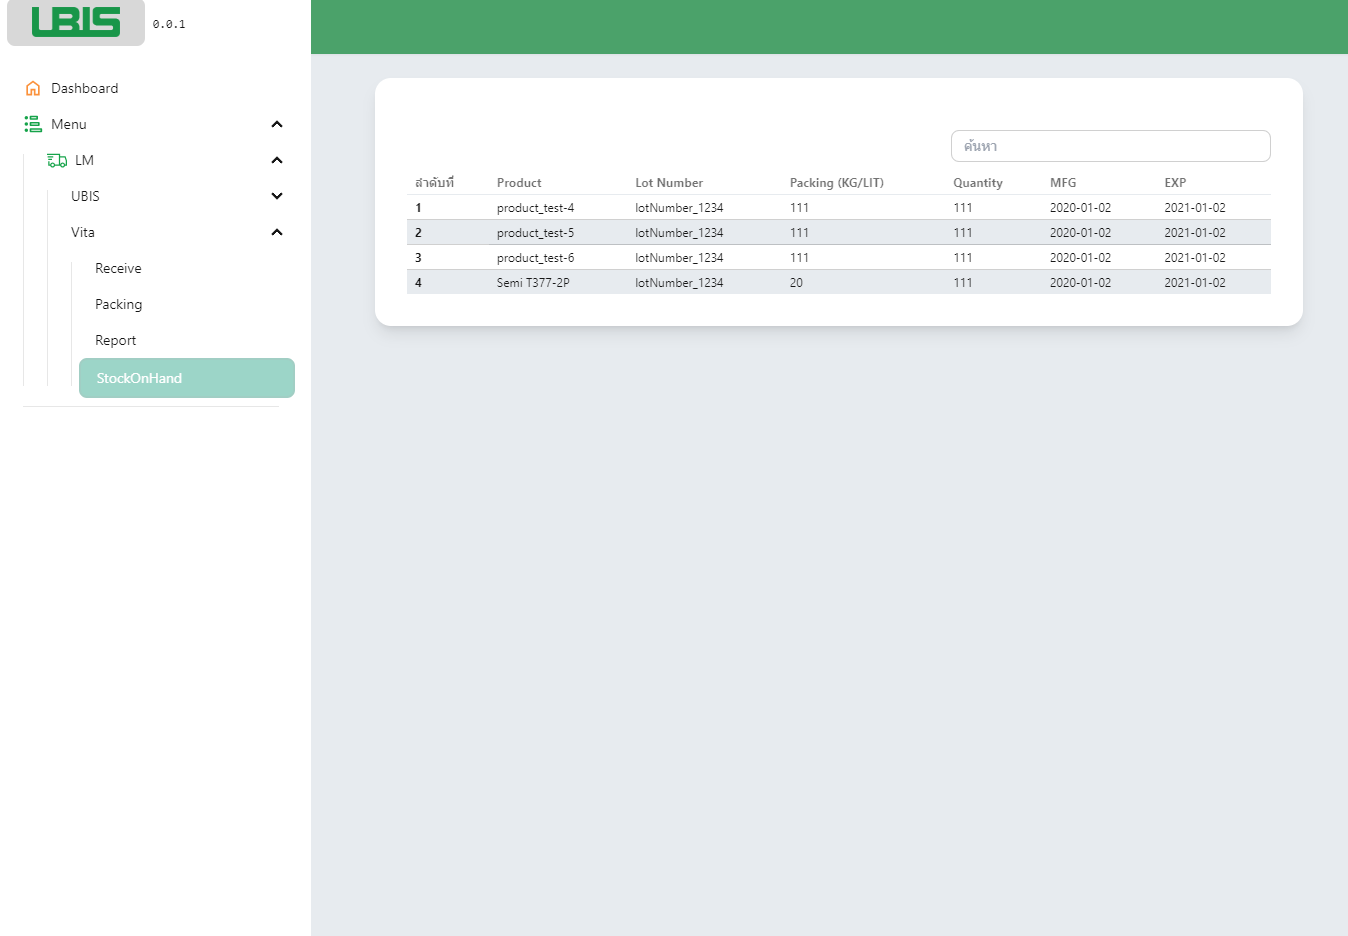 UBIS 0.0.1
Dashboard
Menu
LM
UBIS
Vita
Receive
Packing
Report
StockOnHand
ค้นหา
ลำดับที่ Product Lot Number Packing (KG/LIT) Quantity MFG EXP
1 product_test-4 lotNumber_1234 111 111 2020-01-02 2021-01-02
2 product_test-5 lotNumber_1234 111 111 2020-01-02 2021-01-02
3 product_test-6 lotNumber_1234 111 111 2020-01-02 2021-01-02
4 Semi T377-2P lotNumber_1234 20 111 2020-01-02 2021-01-02